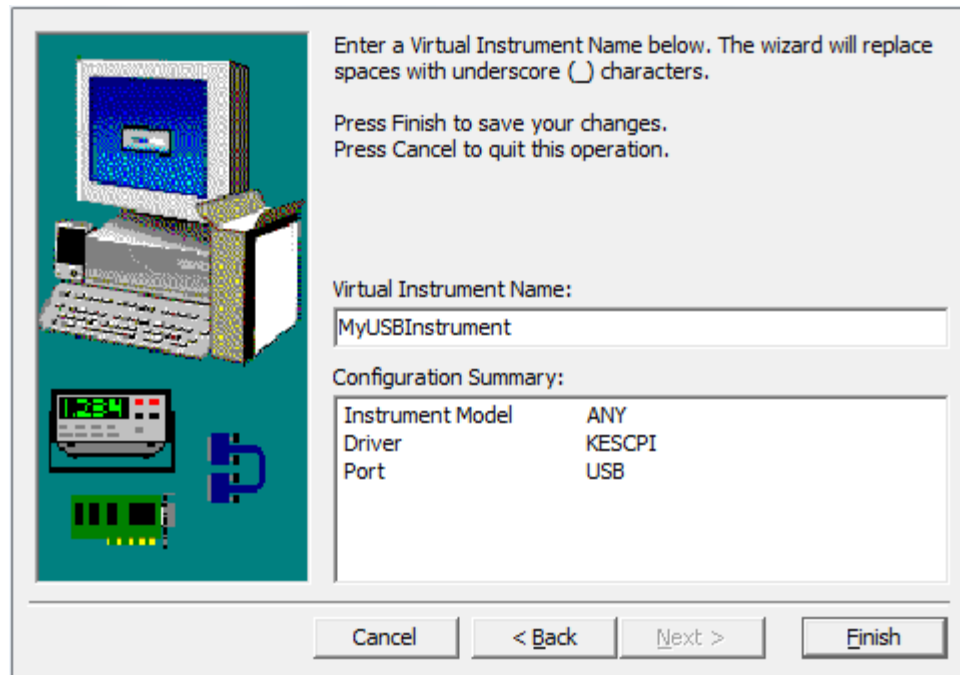 Enter a Virtual Instrument Name below. The wizard will replace
spaces with underscore (_) characters.
Press Finish to save your changes.
Press Cancel to quit this operation.
Virtual Instrument Name:
MyUSBInstrument
Configuration Summary:
Instrument Model ANY
Driver KESCPI
Port USB
1.234
Cancel < Back Next > Finish